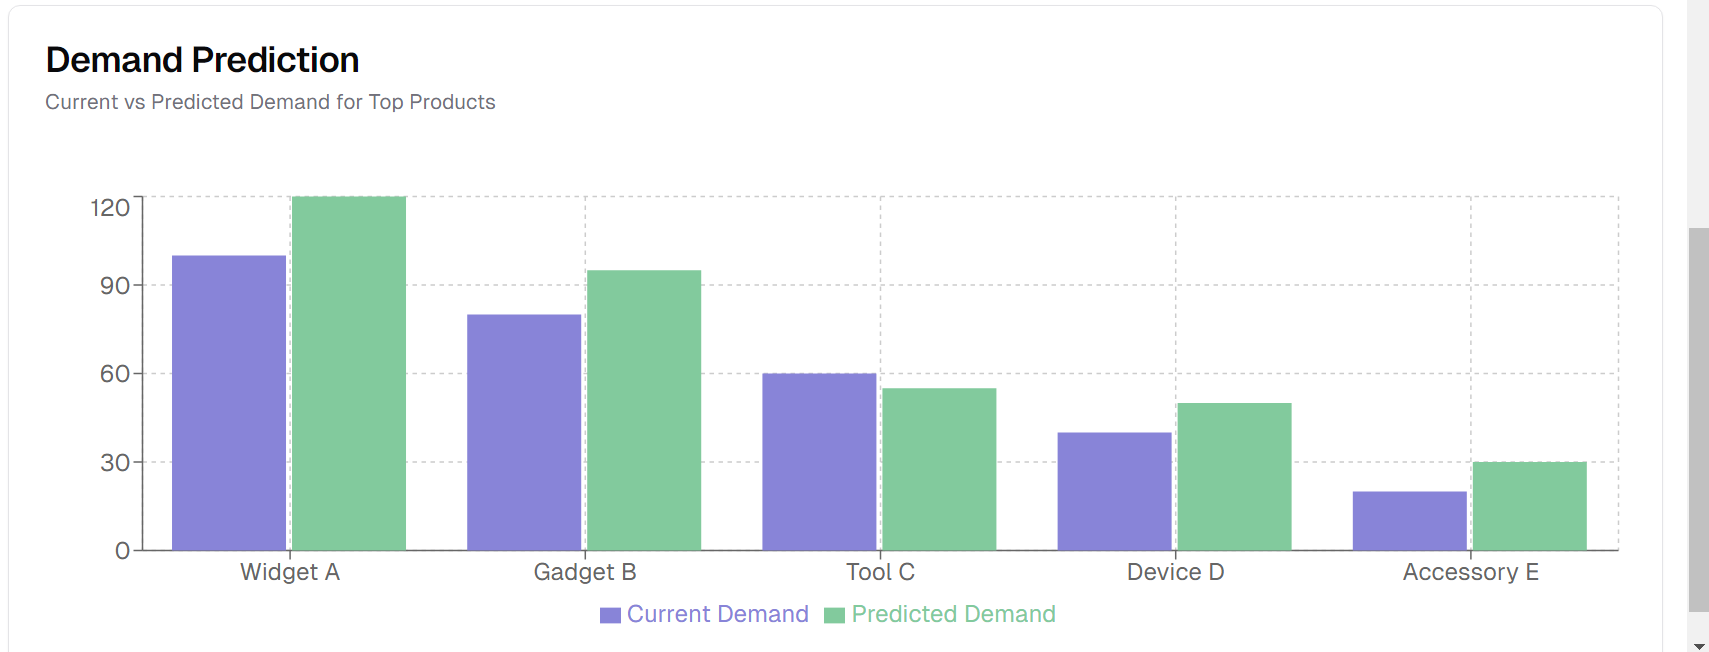 Demand Prediction
Current vs Predicted Demand for Top Products
120
90
60
30
0
Widget A Gadget B Tool C Device D Accessory E
Current Demand Predicted Demand